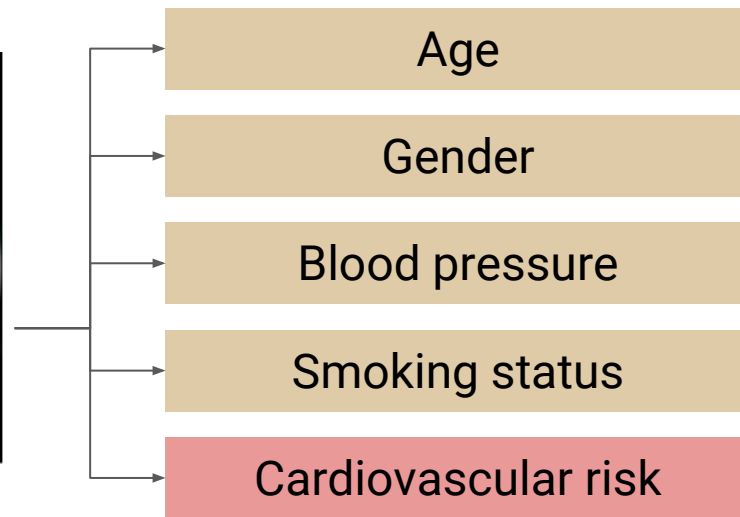 Age
Gender
Blood pressure
Smoking status
Cardiovascular risk